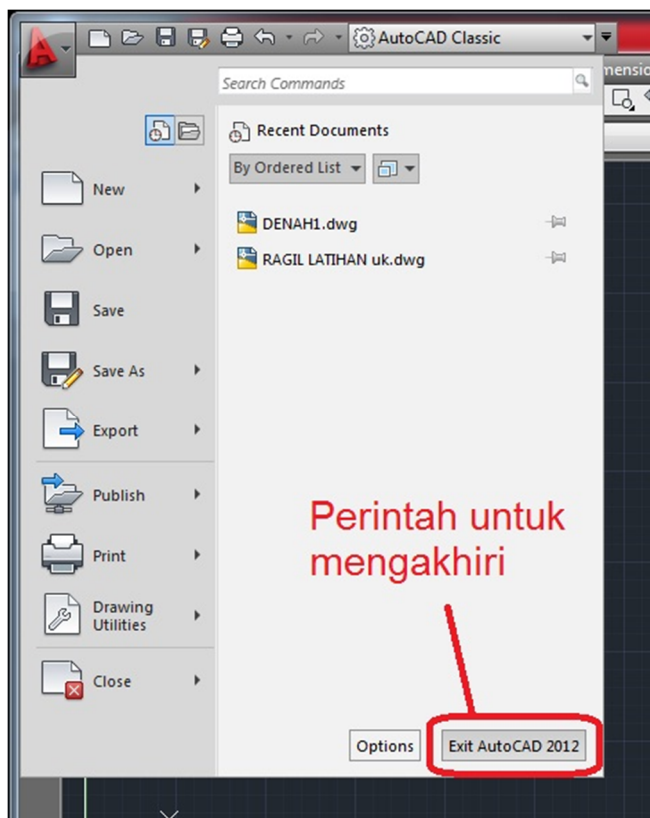 AutoCAD Classic
mensio
Search Commands
Recent Documents
By Ordered List
DENAH1.dwg
RAGIL LATIHAN uk.dwg
New
Open
Save
Save As
Export
Publish
Print
Drawing
Utilities
Close
Perintah untuk
mengakhiri
Options
Exit AutoCAD 2012